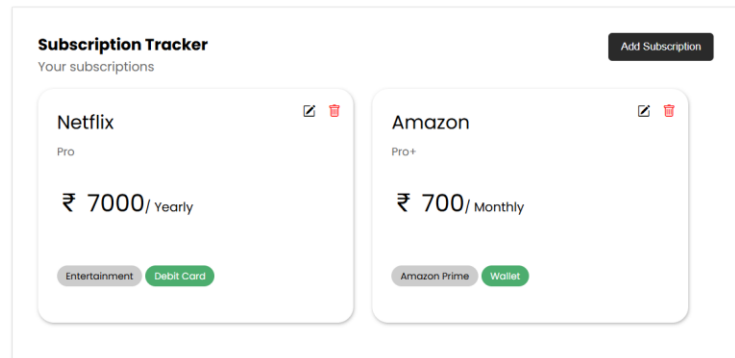 Subscription Tracker
Add Subscription
Your subscriptions
Netflix
Pro
₹ 7000/ Yearly
Entertainment Debit Card
Amazon
Pro+
₹ 700/ Monthly
Amazon Prime Wallet